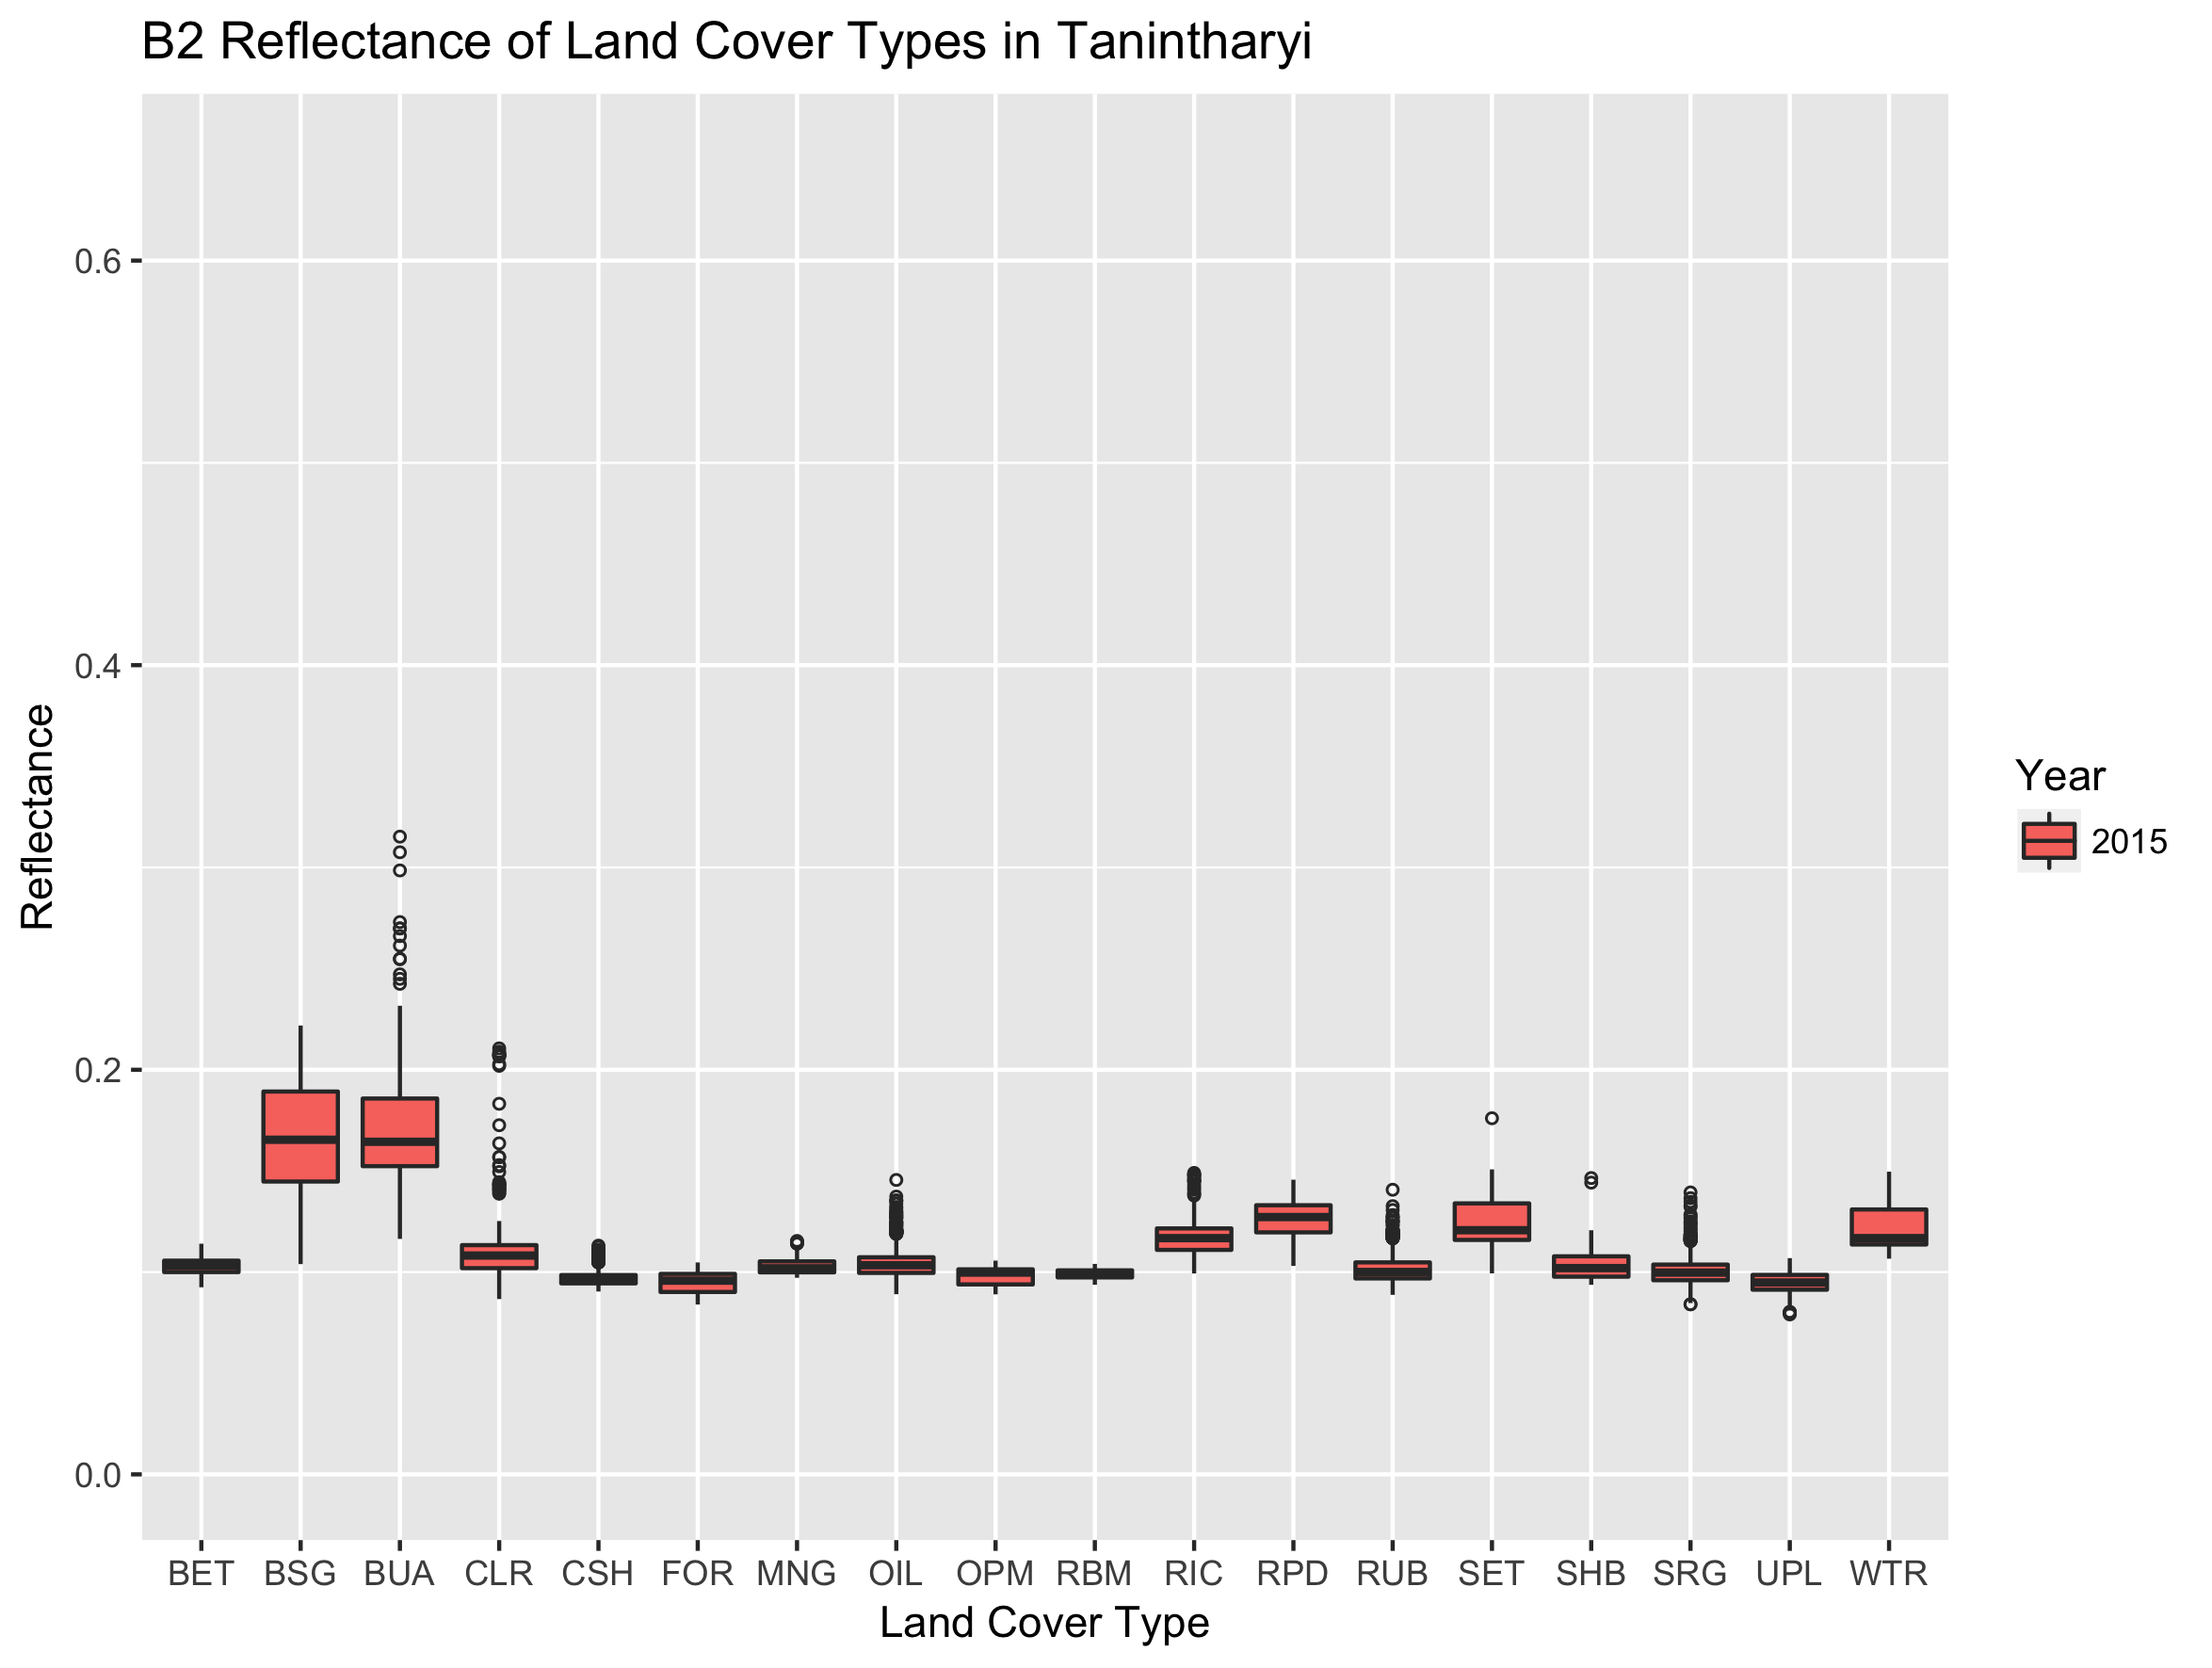 B2 Reflectance of Land Cover Types in Tanintharyi
0.6
0.4
0.2
0.0
Reflectance
BET BSG BUA CLR CSH FOR MNG OIL OPM RBM RIC RPD RUB SET SHB SRG UPL WTR
Land Cover Type
Year
2015